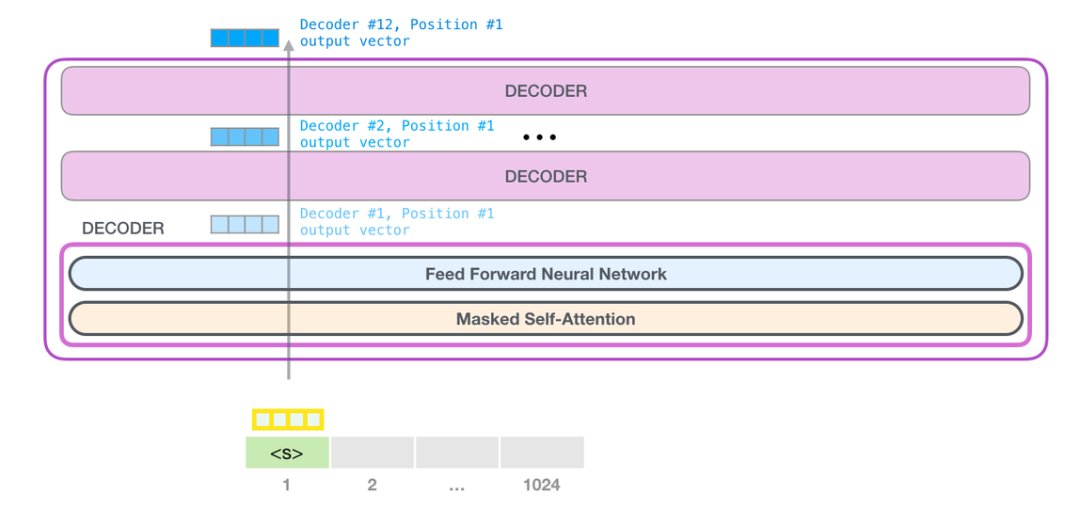 Decoder #12, Position #1
output vector
DECODER
Decoder #2, Position #1
output vector
...
DECODER
Decoder #1, Position #1
output vector
DECODER
Feed Forward Neural Network
Masked Self-Attention
<S>
1 2 ... 1024